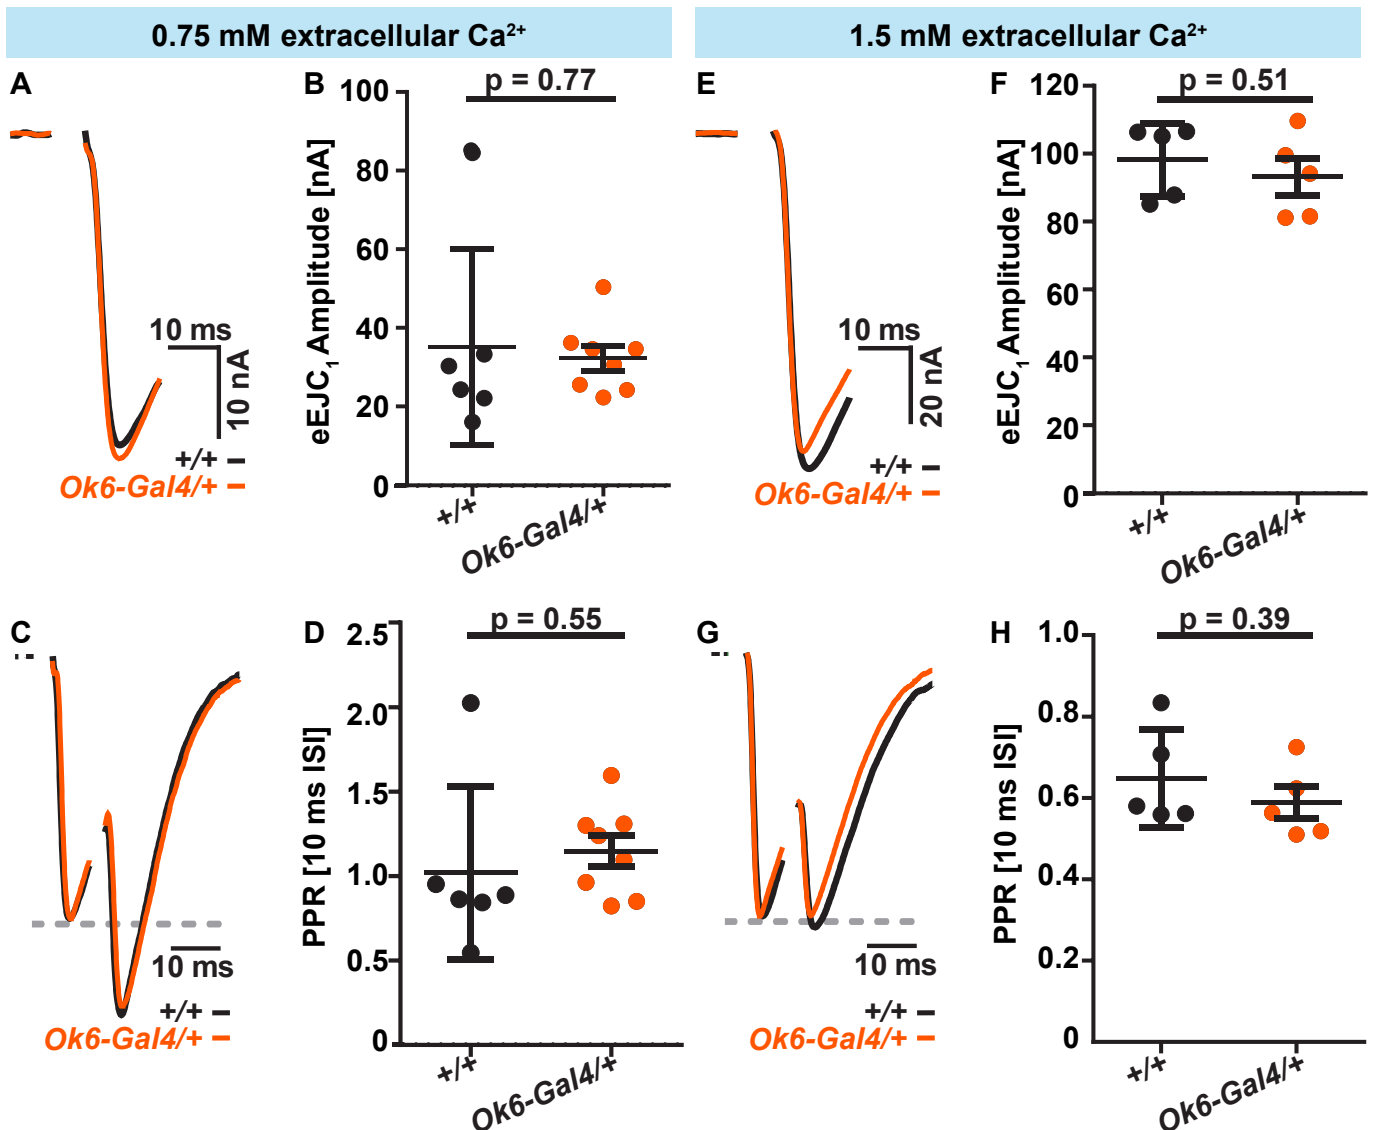 0.75 mM extracellular Ca²⁺
1.5 mM extracellular Ca²⁺
A
10 ms
10 nA
+/+
Ok6-Gal4/+
B
p = 0.77
eEJC₁ Amplitude [nA]
100
80
60
40
20
0
+/+
Ok6-Gal4/+
E
10 ms
20 nA
+/+
Ok6-Gal4/+
F
p = 0.51
eEJC₁ Amplitude [nA]
120
100
80
60
40
20
0
+/+
Ok6-Gal4/+
C
10 ms
+/+
Ok6-Gal4/+
D
p = 0.55
PPR [10 ms ISI]
2.5
2.0
1.5
1.0
0.5
0
+/+
Ok6-Gal4/+
G
10 ms
+/+
Ok6-Gal4/+
H
p = 0.39
PPR [10 ms ISI]
1.0
0.8
0.6
0.4
0.2
0
+/+
Ok6-Gal4/+